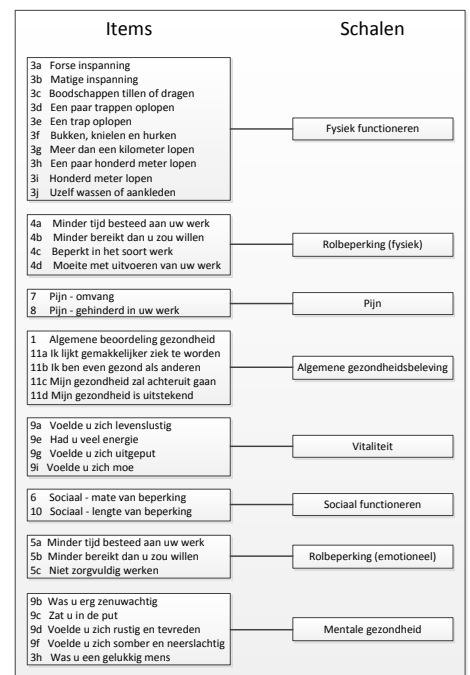 Items
Schalen
3a Forse inspanning
3b Matige inspanning
3c Boodschappen tillen of dragen
3d Een paar trappen oplopen
3e Een trap oplopen
3f Bukken, knielen en hurken
3g Meer dan een kilometer lopen
3h Een paar honderd meter lopen
3i Honderd meter lopen
3j Uzelf wassen of aankleden
Fysiek functioneren
4a Minder tijd besteed aan uw werk
4b Minder bereikt dan u zou willen
4c Beperkt in het soort werk
4d Moeite met uitvoeren van uw werk
Rolbeperking (fysiek)
7 Pijn - omvang
8 Pijn - gehinderd in uw werk
Pijn
1 Algemene beoordeling gezondheid
11a Ik lijkt gemakkelijker ziek te worden
11b Ik ben even gezond als anderen
11c Mijn gezondheid zal achteruit gaan
11d Mijn gezondheid is uitstekend
Algemene gezondheidsbeleving
9a Voelde u zich levenslustig
9e Had u veel energie
9g Voelde u zich uitgeput
9i Voelde u zich moe
Vitaliteit
6 Sociaal - mate van beperking
10 Sociaal - lengte van beperking
Sociaal functioneren
5a Minder tijd besteed aan uw werk
5b Minder bereikt dan u zou willen
5c Niet zorgvuldig werken
Rolbeperking (emotioneel)
9b Was u erg zenuwachtig
9c Zat u in de put
9d Voelde u zich rustig en tevreden
9f Voelde u zich somber en neerslachtig
3h Was u een gelukkig mens
Mentale gezondheid